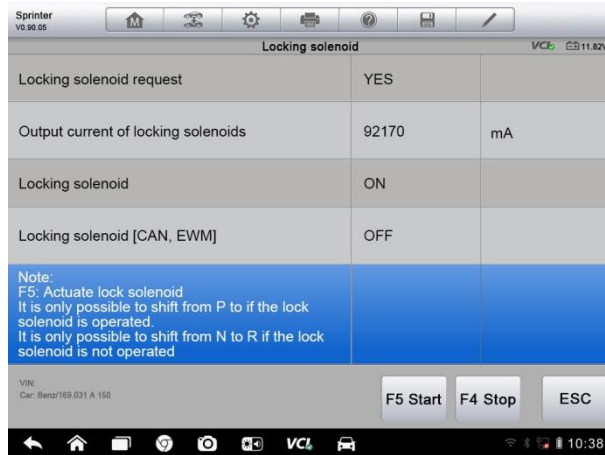 Sprinter
V0.90.05
Locking solenoid
VCI
11.82V
Locking solenoid request
YES
Output current of locking solenoids
92170
mA
Locking solenoid
ON
Locking solenoid [CAN, EWM]
OFF
Note:
F5: Actuate lock solenoid
It is only possible to shift from P to if the lock
solenoid is operated.
It is only possible to shift from N to R if the lock
solenoid is not operated
VIN:
Car: Benz/169.031 A 150
F5 Start
F4 Stop
ESC
VCI
10:38